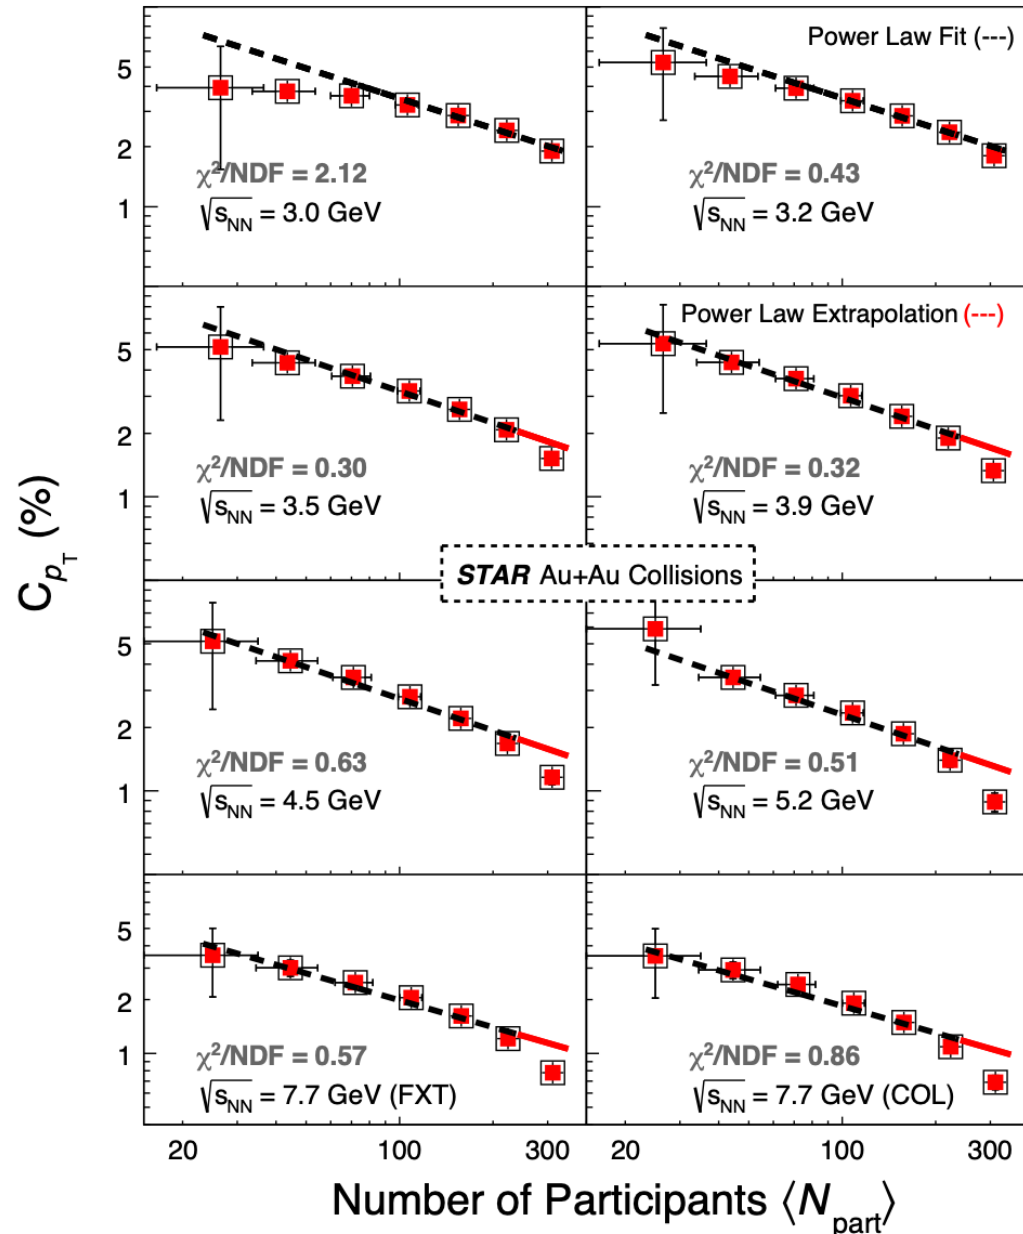 Power Law Fit (---)
5
2
1
χ²/NDF = 2.12
√sNN = 3.0 GeV
χ²/NDF = 0.43
√sNN = 3.2 GeV
Power Law Extrapolation (---)
5
2
1
χ²/NDF = 0.30
√sNN = 3.5 GeV
χ²/NDF = 0.32
√sNN = 3.9 GeV
CpT (%)
STAR Au+Au Collisions
5
2
1
χ²/NDF = 0.63
√sNN = 4.5 GeV
χ²/NDF = 0.51
√sNN = 5.2 GeV
5
2
1
χ²/NDF = 0.57
√sNN = 7.7 GeV (FXT)
χ²/NDF = 0.86
√sNN = 7.7 GeV (COL)
20 100 300 20 100 300
Number of Participants ⟨Npart⟩